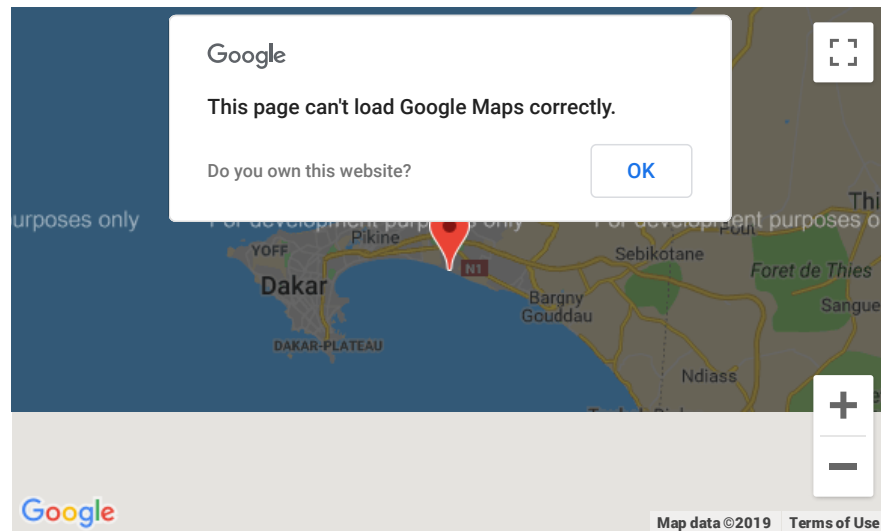 Google
This page can't load Google Maps correctly.
Do you own this website?
OK
urposes only
For development purposes only
For development purposes o
Thi
Pout
YOFF
Pikine
N1
Sebikotane
Foret de Thies
Dakar
Bargny
Gouddau
Sangue
DAKAR-PLATEAU
Ndiass
Google
Map data ©2019
Terms of Use